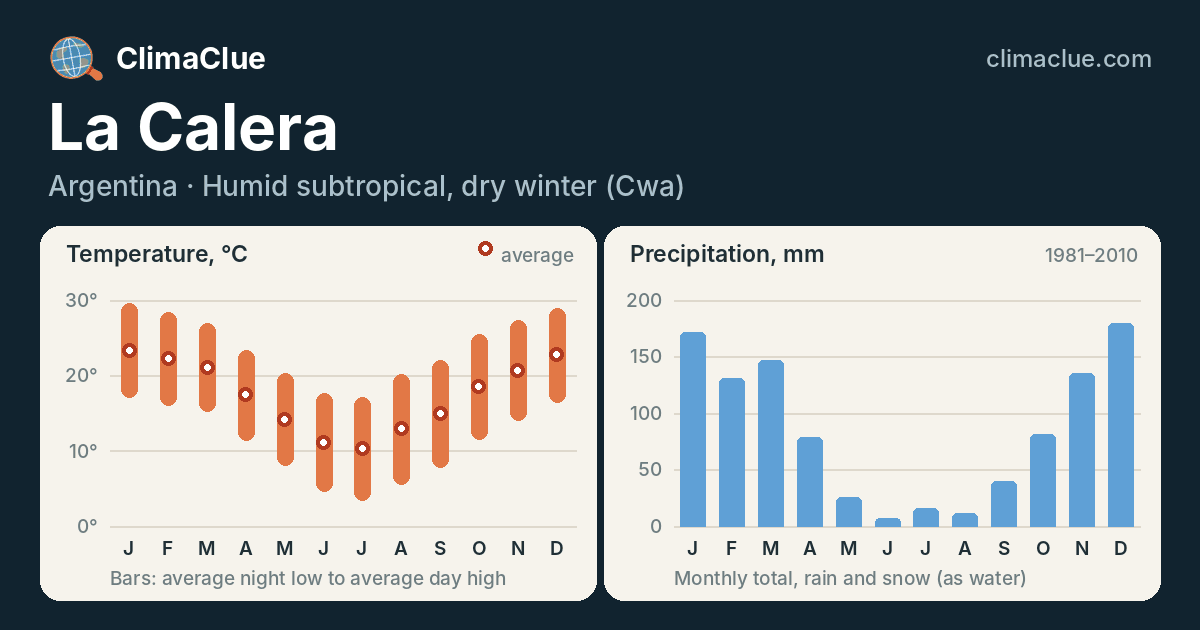 ClimaClue
climaclue.com
La Calera
Argentina · Humid subtropical, dry winter (Cwa)
Temperature, °C
average
30°
20°
10°
0°
J F M A M J J A S O N D
Bars: average night low to average day high
Precipitation, mm
1981–2010
200
150
100
50
0
J F M A M J J A S O N D
Monthly total, rain and snow (as water)